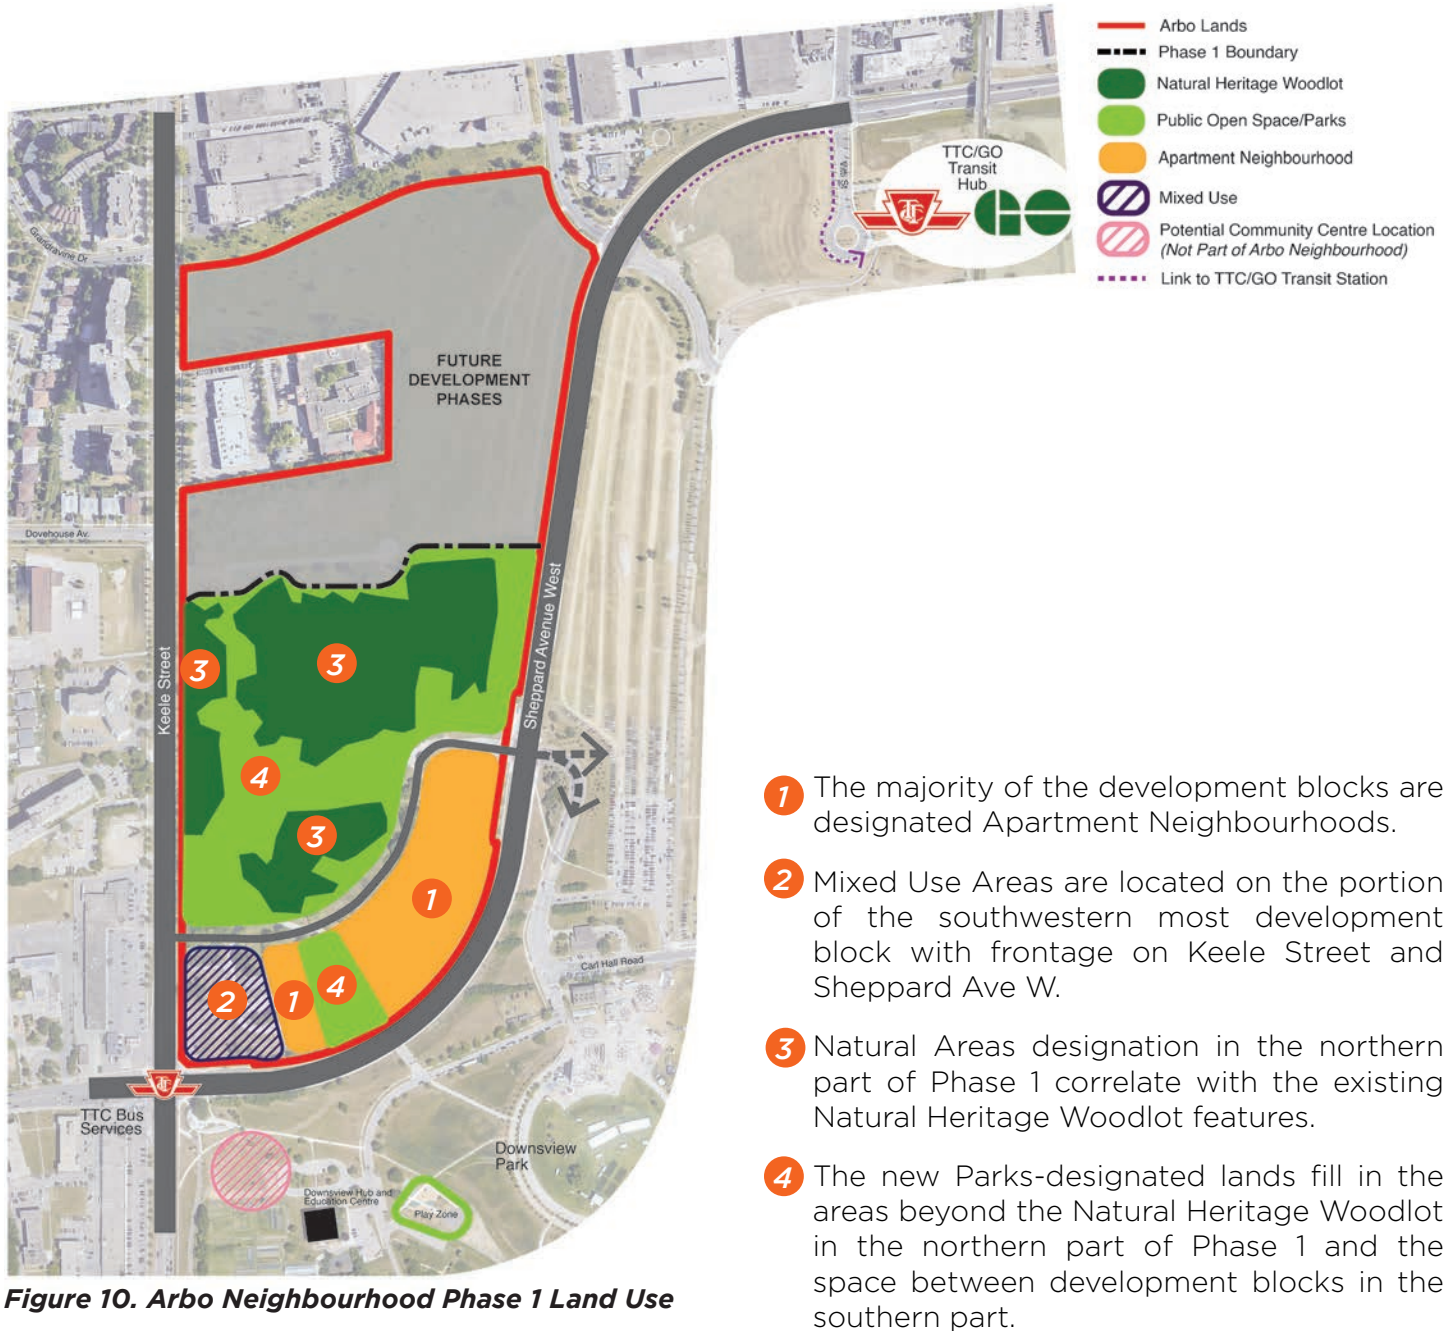 Arbo Lands
Phase 1 Boundary
Natural Heritage Woodlot
Public Open Space/Parks
Apartment Neighbourhood
Mixed Use
Potential Community Centre Location
(Not Part of Arbo Neighbourhood)
Link to TTC/GO Transit Station
TTC/GO
Transit
Hub
TTC
GO
Vitti St
Grandravine Dr
FUTURE
DEVELOPMENT
PHASES
Dovehouse Av.
Keele Street
Sheppard Avenue West
3
3
4
3
1
2
1
4
Carl Hall Road
TTC
TTC Bus
Services
Downsview
Park
Downsview Hub and
Education Centre
Play Zone
1 The majority of the development blocks are
designated Apartment Neighbourhoods.
2 Mixed Use Areas are located on the portion
of the southwestern most development
block with frontage on Keele Street and
Sheppard Ave W.
3 Natural Areas designation in the northern
part of Phase 1 correlate with the existing
Natural Heritage Woodlot features.
4 The new Parks-designated lands fill in the
areas beyond the Natural Heritage Woodlot
in the northern part of Phase 1 and the
space between development blocks in the
southern part.
Figure 10. Arbo Neighbourhood Phase 1 Land Use